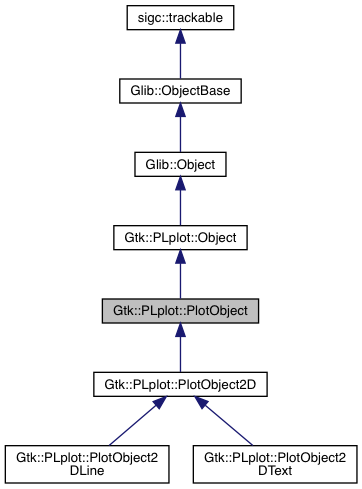 sigc::trackable
Glib::ObjectBase
Glib::Object
Gtk::PLplot::Object
Gtk::PLplot::PlotObject
Gtk::PLplot::PlotObject2D
Gtk::PLplot::PlotObject2
DLine
Gtk::PLplot::PlotObject2
DText